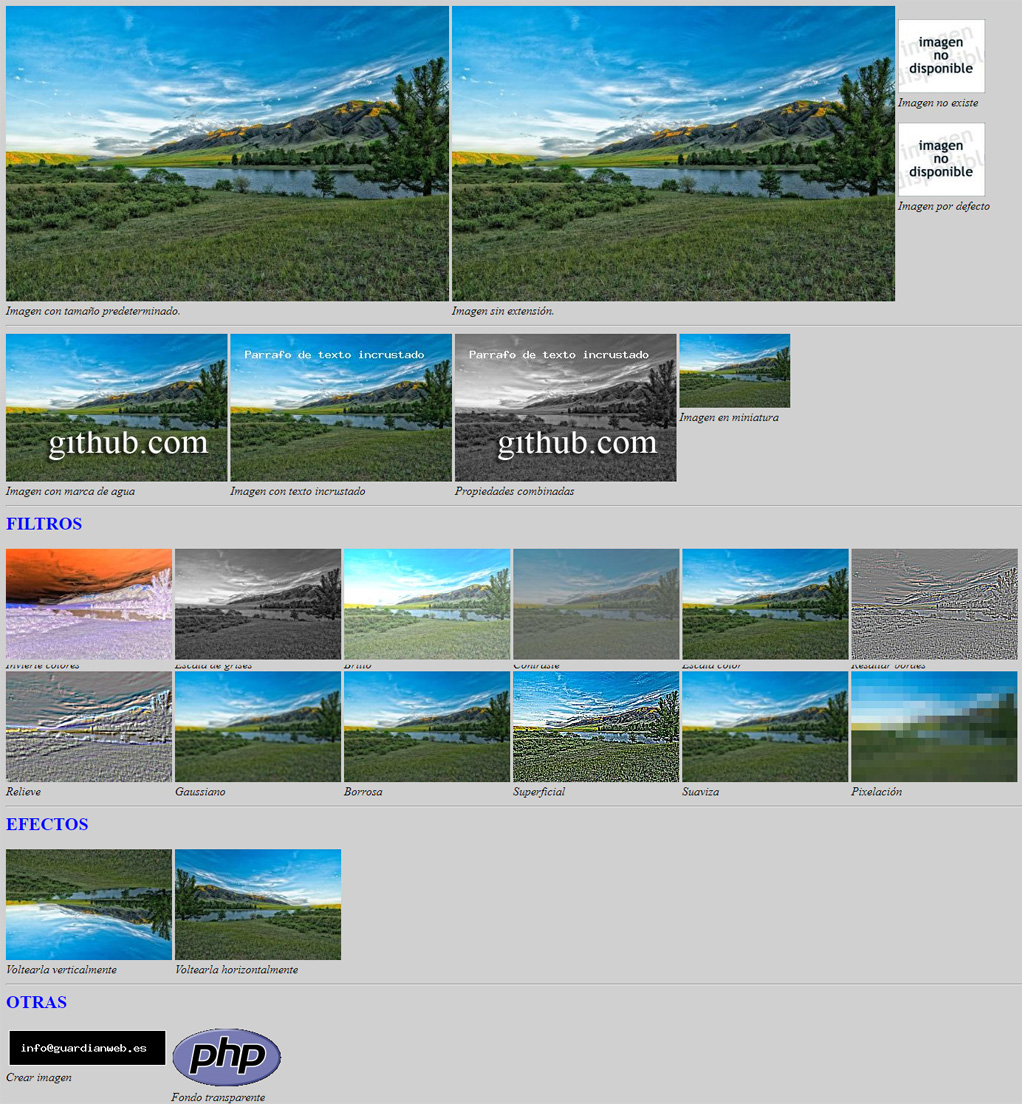 imagen
no
disponible
Imagen no existe
imagen
no
disponible
Imagen por defecto
Imagen con tamaño predeterminado.
Imagen sin extensión.
github.com
Parrafo de texto incrustado
Parrafo de texto incrustado
github.com
Imagen con marca de agua
Imagen con texto incrustado
Propiedades combinadas
Imagen en miniatura
FILTROS
Invierte colores
Escala de grises
Brillo
Contraste
Escala color
Resaltar bordes
Relieve
Gaussiano
Borrosa
Superficial
Suaviza
Pixelación
EFECTOS
Voltearla verticalmente
Voltearla horizontalmente
OTRAS
info@guardianweb.es
Crear imagen
php
Fondo transparente